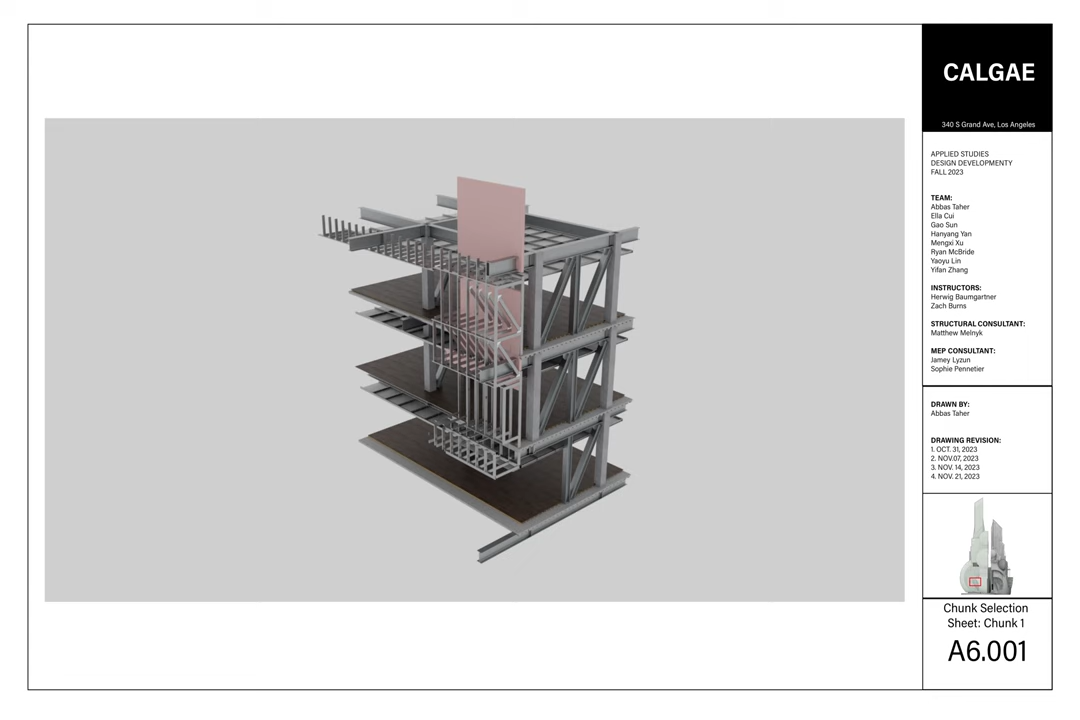 CALGAE
340 S Grand Ave, Los Angeles
APPLIED STUDIES
DESIGN DEVELOPMENTY
FALL 2023
TEAM:
Abbas Taher
Ella Cui
Gao Sun
Hanyang Yan
Mengxi Xu
Ryan McBride
Yaoyu Lin
Yifan Zhang
INSTRUCTORS:
Herwig Baumgartner
Zach Burns
STRUCTURAL CONSULTANT:
Matthew Melnyk
MEP CONSULTANT:
Jamey Lyzun
Sophie Pennetier
DRAWN BY:
Abbas Taher
DRAWING REVISION:
1. OCT. 31, 2023
2. NOV.07, 2023
3. NOV. 14, 2023
4. NOV. 21, 2023
Chunk Selection
Sheet: Chunk 1
A6.001